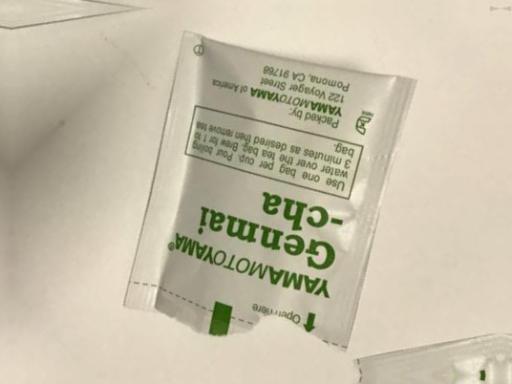 Open Here
YAMAMOTOYAMA®
Genmai
-cha
Use one bag per cup. Pour boiling
water over the tea bag. Brew for 1 to
3 minutes as desired then remove tea
bag.
Packed by:
YAMAMOTOYAMA of America
122 Voyager Street
Pomona, CA 91768